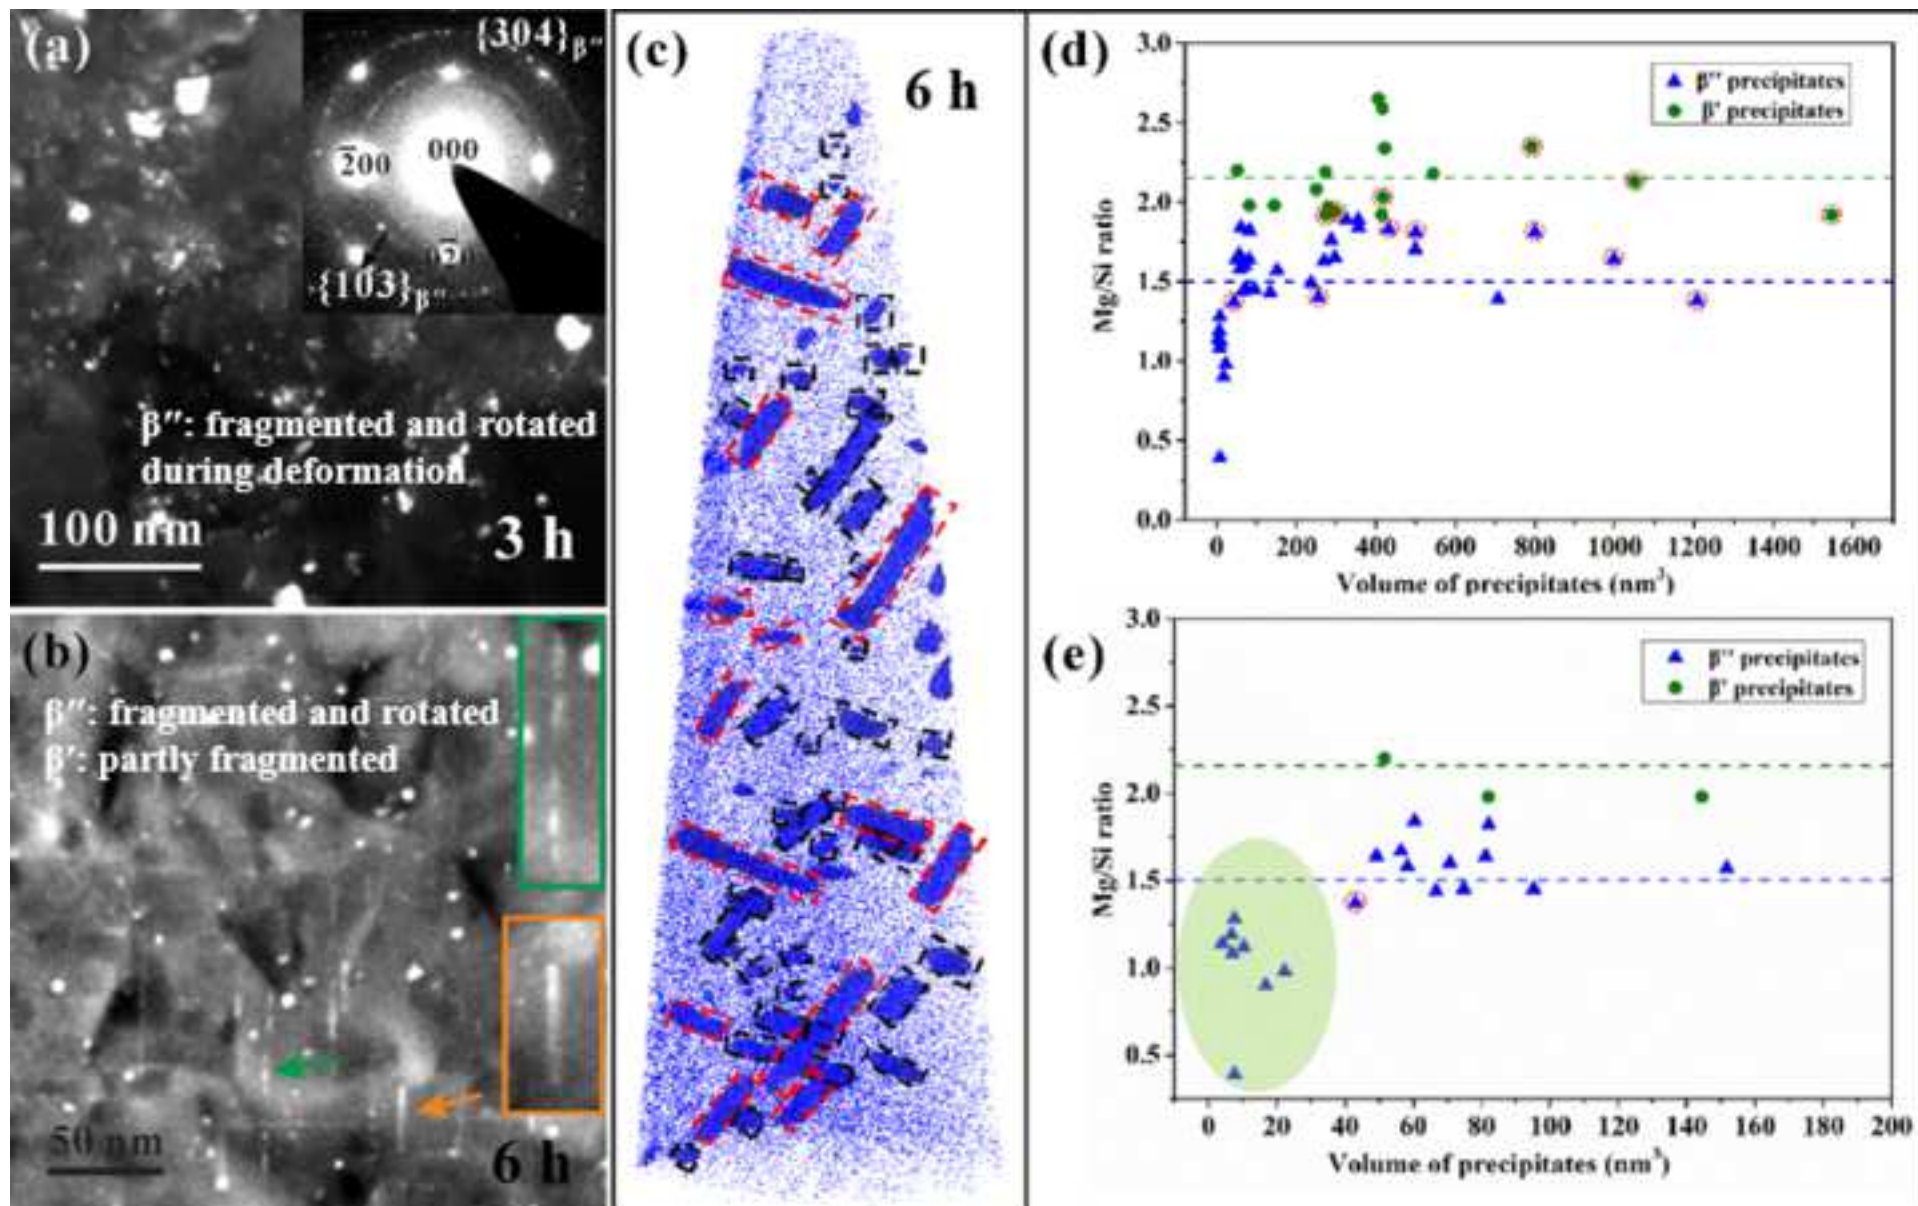 (a)
{304}β″
000
2̄00
{103}β″
β″: fragmented and rotated
during deformation
100 nm
3 h
(b)
β″: fragmented and rotated
β′: partly fragmented
50 nm
6 h
(c)
6 h
(d)
3.0
2.5
2.0
1.5
1.0
0.5
0.0
Mg/Si ratio
β″ precipitates
β′ precipitates
0 200 400 600 800 1000 1200 1400 1600
Volume of precipitates (nm³)
(e)
3.0
2.5
2.0
1.5
1.0
0.5
Mg/Si ratio
β″ precipitates
β′ precipitates
0 20 40 60 80 100 120 140 160 180 200
Volume of precipitates (nm³)